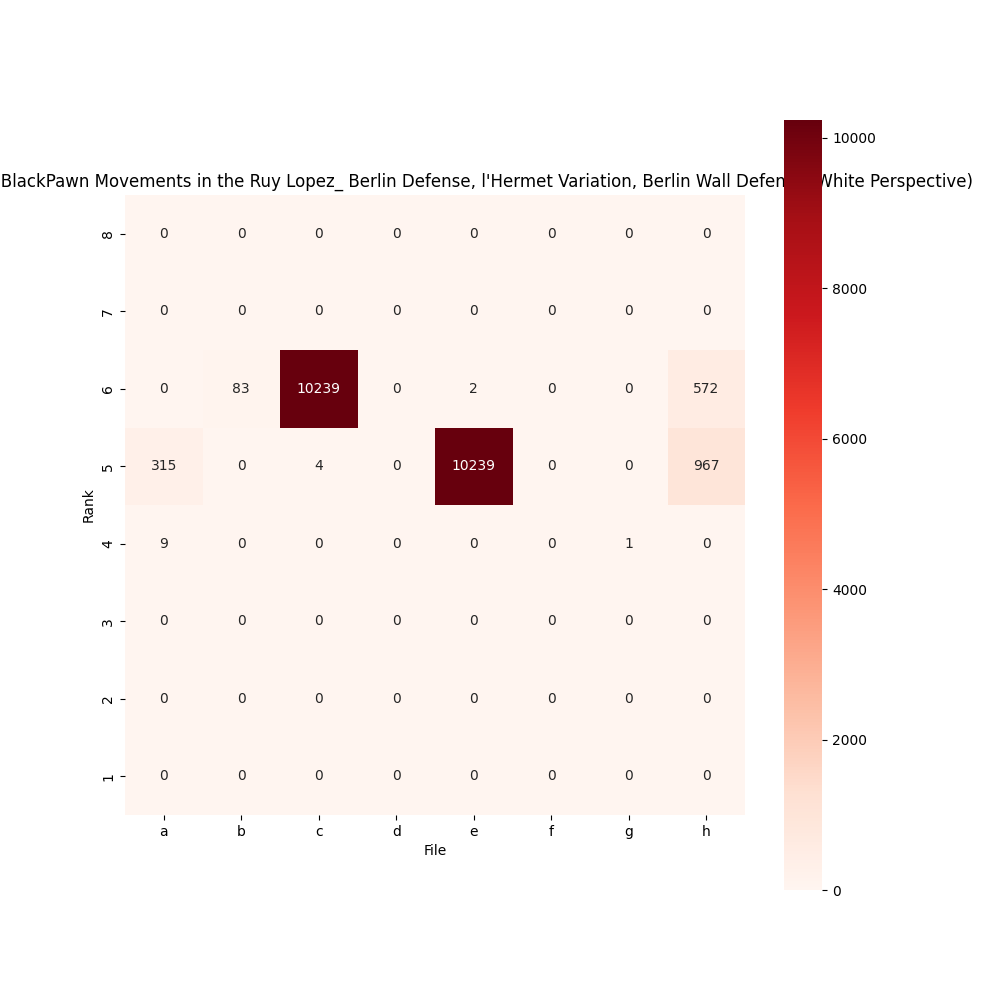 BlackPawn Movements in the Ruy Lopez_ Berlin Defense, l'Hermet Variation, Berlin Wall Defen White Perspective)
10000
8 0 0 0 0 0 0 0 0
8000
7 0 0 0 0 0 0 0 0
6 0 83 10239 0 2 0 0 572
6000
5 315 0 4 0 10239 0 0 967
Rank
4 9 0 0 0 0 0 1 0
4000
3 0 0 0 0 0 0 0 0
2 0 0 0 0 0 0 0 0
2000
1 0 0 0 0 0 0 0 0
a b c d e f g h
File
0